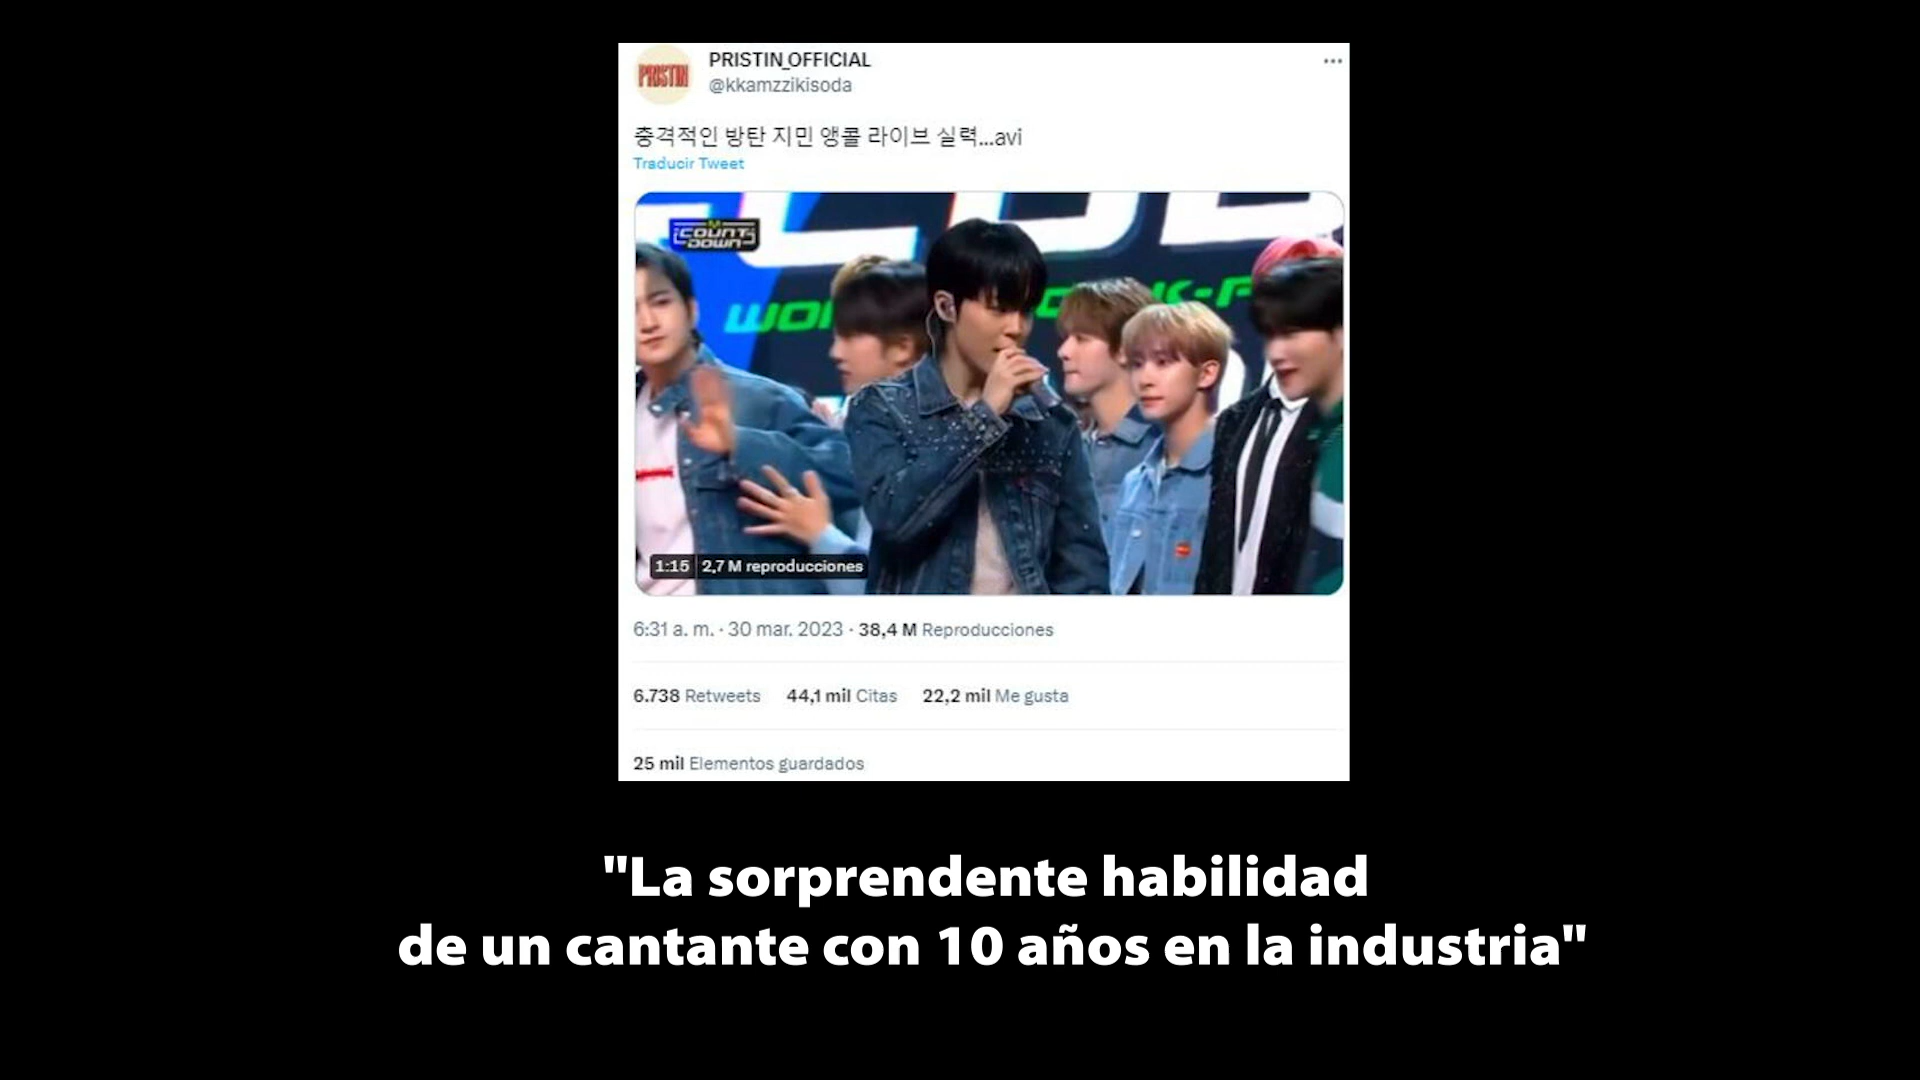 PRISTIN
PRISTIN_OFFICIAL
@kkamzzikisoda
충격적인 방탄 지민 앵콜 라이브 실력...avi
Traducir Tweet
M
COUNT
DOWN
1:15 2,7 M reproducciones
6:31 a. m. · 30 mar. 2023 · 38,4 M Reproducciones
6.738 Retweets 44,1 mil Citas 22,2 mil Me gusta
25 mil Elementos guardados
"La sorprendente habilidad
de un cantante con 10 años en la industria"